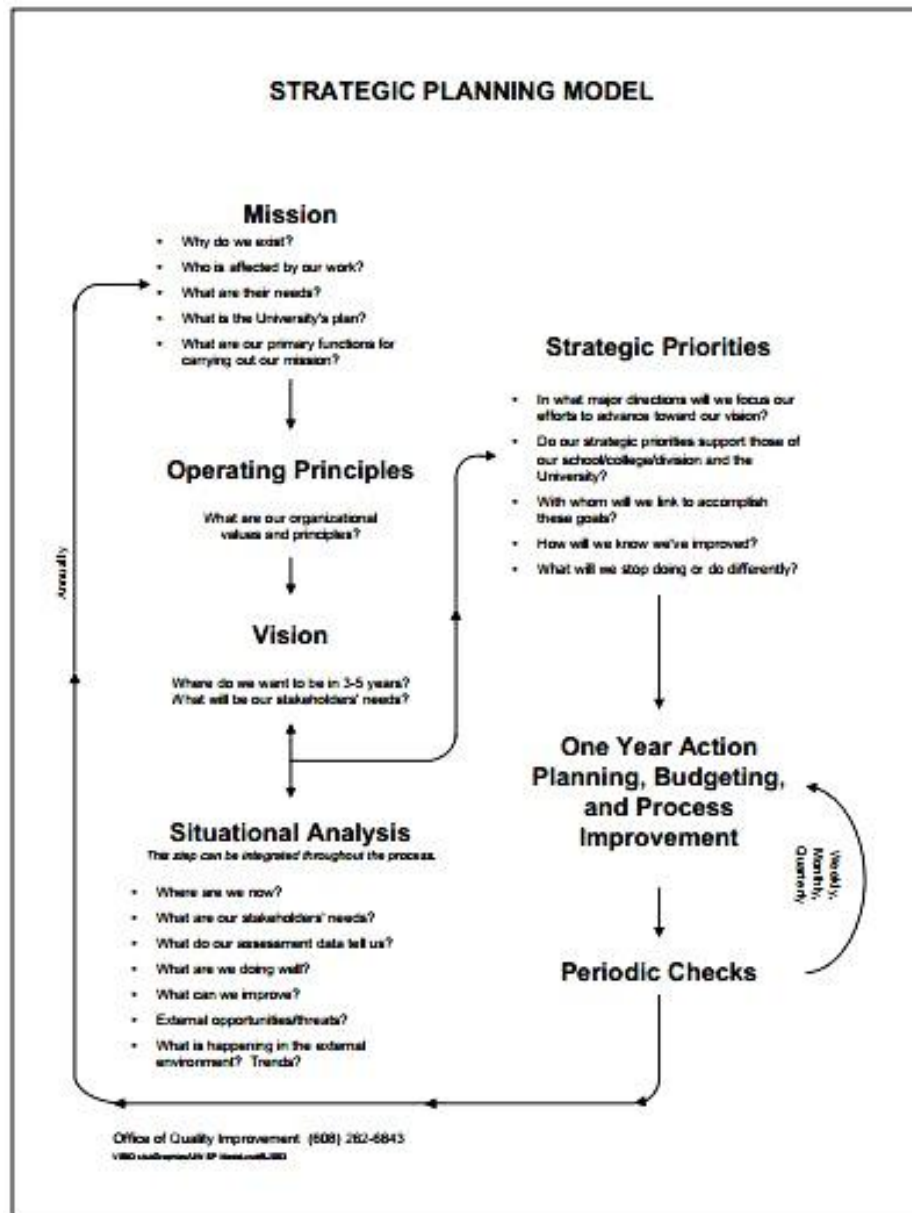 STRATEGIC PLANNING MODEL
Mission
• Why do we exist?
• Who is affected by our work?
• What are their needs?
• What is the University's plan?
• What are our primary functions for
carrying out our mission?
Operating Principles
What are our organizational
values and principles?
Vision
Where do we want to be in 3-5 years?
What will be our stakeholders' needs?
Situational Analysis
This step can be integrated throughout the process.
• Where are we now?
• What are our stakeholders' needs?
• What do our assessment data tell us?
• What are we doing well?
• What can we improve?
• External opportunities/threats?
• What is happening in the external
environment? Trends?
Annually
Strategic Priorities
• In what major directions will we focus our
efforts to advance toward our vision?
• Do our strategic priorities support those of
our school/college/division and the
University?
• With whom will we link to accomplish
these goals?
• How will we know we've improved?
• What will we stop doing or do differently?
One Year Action
Planning, Budgeting,
and Process
Improvement
Weekly,
Monthly,
Quarterly
Periodic Checks
Office of Quality Improvement (608) 262-6843